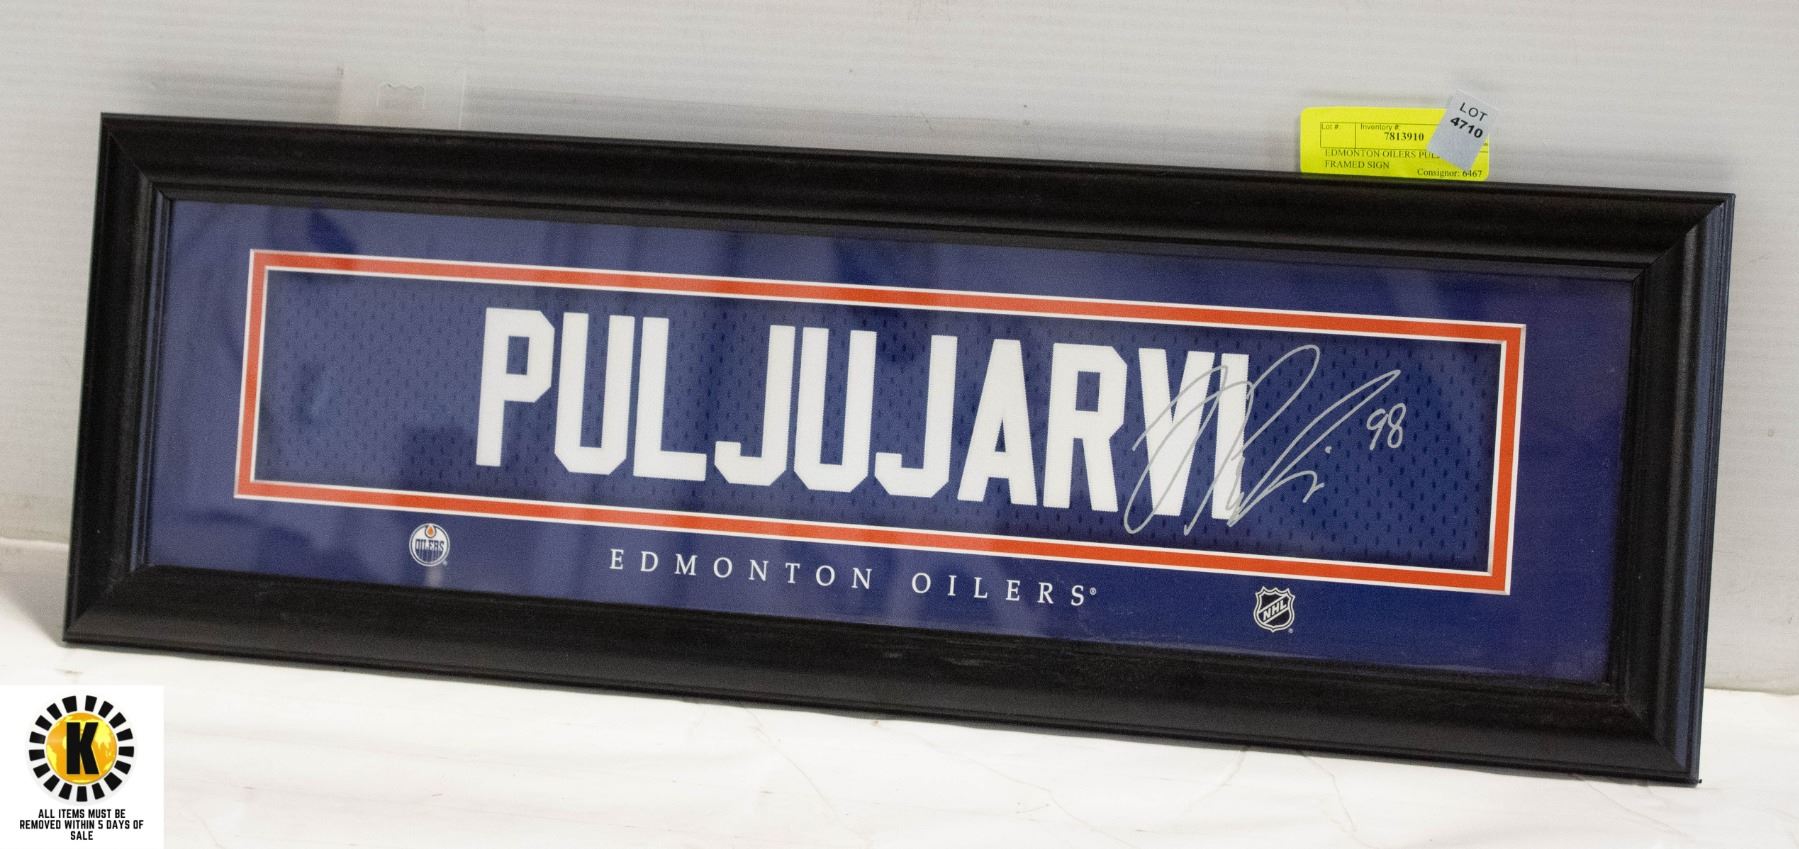 LOT
4710
Lot #: Inventory #:
7813910
EDMONTON OILERS
FRAMED SIGN
Consignor: 6467
PULJUJARVI
98
OILERS
EDMONTON OILERS®
NHL
K
ALL ITEMS MUST BE
REMOVED WITHIN 5 DAYS OF
SALE